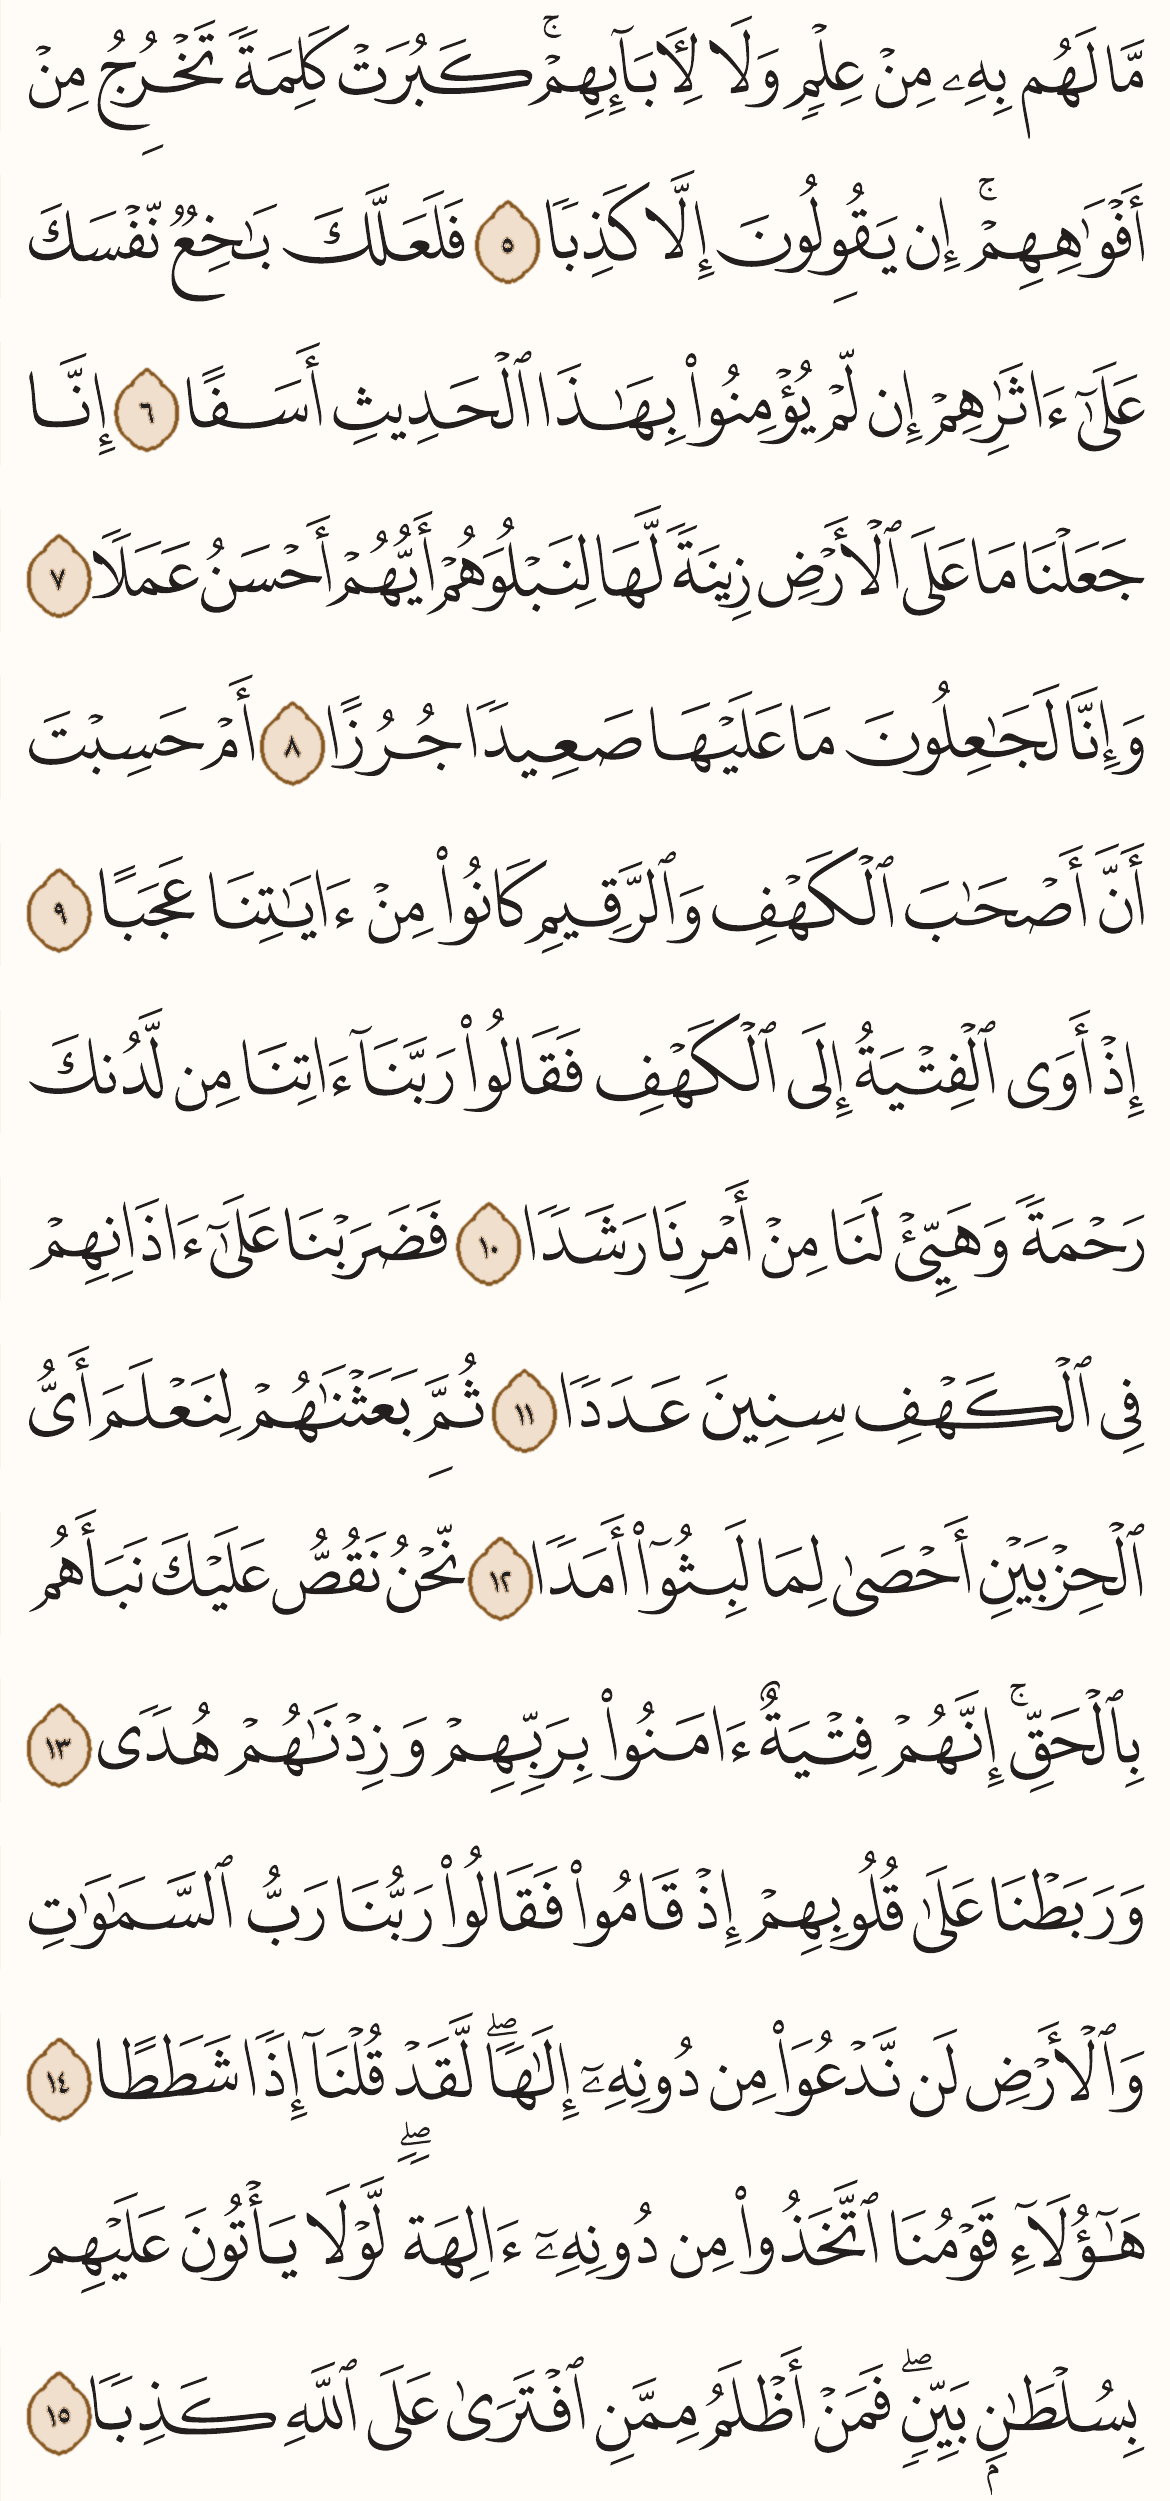 مَّا لَهُم بِهِۦ مِنْ عِلْمٍ وَلَا لِأَبَآئِهِمْ ۚ كَبُرَتْ كَلِمَةً تَخْرُجُ مِنْ
أَفْوَٰهِهِمْ ۚ إِن يَقُولُونَ إِلَّا كَذِبًا ٥ فَلَعَلَّكَ بَـٰخِعٌ نَّفْسَكَ
عَلَىٰٓ ءَاثَـٰرِهِمْ إِن لَّمْ يُؤْمِنُوا۟ بِهَـٰذَا ٱلْحَدِيثِ أَسَفًا ٦ إِنَّا
جَعَلْنَا مَا عَلَى ٱلْأَرْضِ زِينَةً لَّهَا لِنَبْلُوَهُمْ أَيُّهُمْ أَحْسَنُ عَمَلًا ٧
وَإِنَّا لَجَـٰعِلُونَ مَا عَلَيْهَا صَعِيدًا جُرُزًا ٨ أَمْ حَسِبْتَ
أَنَّ أَصْحَـٰبَ ٱلْكَهْفِ وَٱلرَّقِيمِ كَانُوا۟ مِنْ ءَايَـٰتِنَا عَجَبًا ٩
إِذْ أَوَى ٱلْفِتْيَةُ إِلَى ٱلْكَهْفِ فَقَالُوا۟ رَبَّنَآ ءَاتِنَا مِن لَّدُنكَ
رَحْمَةً وَهَيِّئْ لَنَا مِنْ أَمْرِنَا رَشَدًا ١٠ فَضَرَبْنَا عَلَىٰٓ ءَاذَانِهِمْ
فِى ٱلْكَهْفِ سِنِينَ عَدَدًا ١١ ثُمَّ بَعَثْنَـٰهُمْ لِنَعْلَمَ أَىُّ
ٱلْحِزْبَيْنِ أَحْصَىٰ لِمَا لَبِثُوٓا۟ أَمَدًا ١٢ نَّحْنُ نَقُصُّ عَلَيْكَ نَبَأَهُم
بِٱلْحَقِّ ۚ إِنَّهُمْ فِتْيَةٌ ءَامَنُوا۟ بِرَبِّهِمْ وَزِدْنَـٰهُمْ هُدًى ١٣
وَرَبَطْنَا عَلَىٰ قُلُوبِهِمْ إِذْ قَامُوا۟ فَقَالُوا۟ رَبُّنَا رَبُّ ٱلسَّمَـٰوَٰتِ
وَٱلْأَرْضِ لَن نَّدْعُوَا۟ مِن دُونِهِۦٓ إِلَـٰهًا ۖ لَّقَدْ قُلْنَآ إِذًا شَطَطًا ١٤
هَـٰٓؤُلَآءِ قَوْمُنَا ٱتَّخَذُوا۟ مِن دُونِهِۦٓ ءَالِهَةً ۖ لَّوْلَا يَأْتُونَ عَلَيْهِم
بِسُلْطَـٰنٍۭ بَيِّنٍ ۖ فَمَنْ أَظْلَمُ مِمَّنِ ٱفْتَرَىٰ عَلَى ٱللَّهِ كَذِبًا ١٥